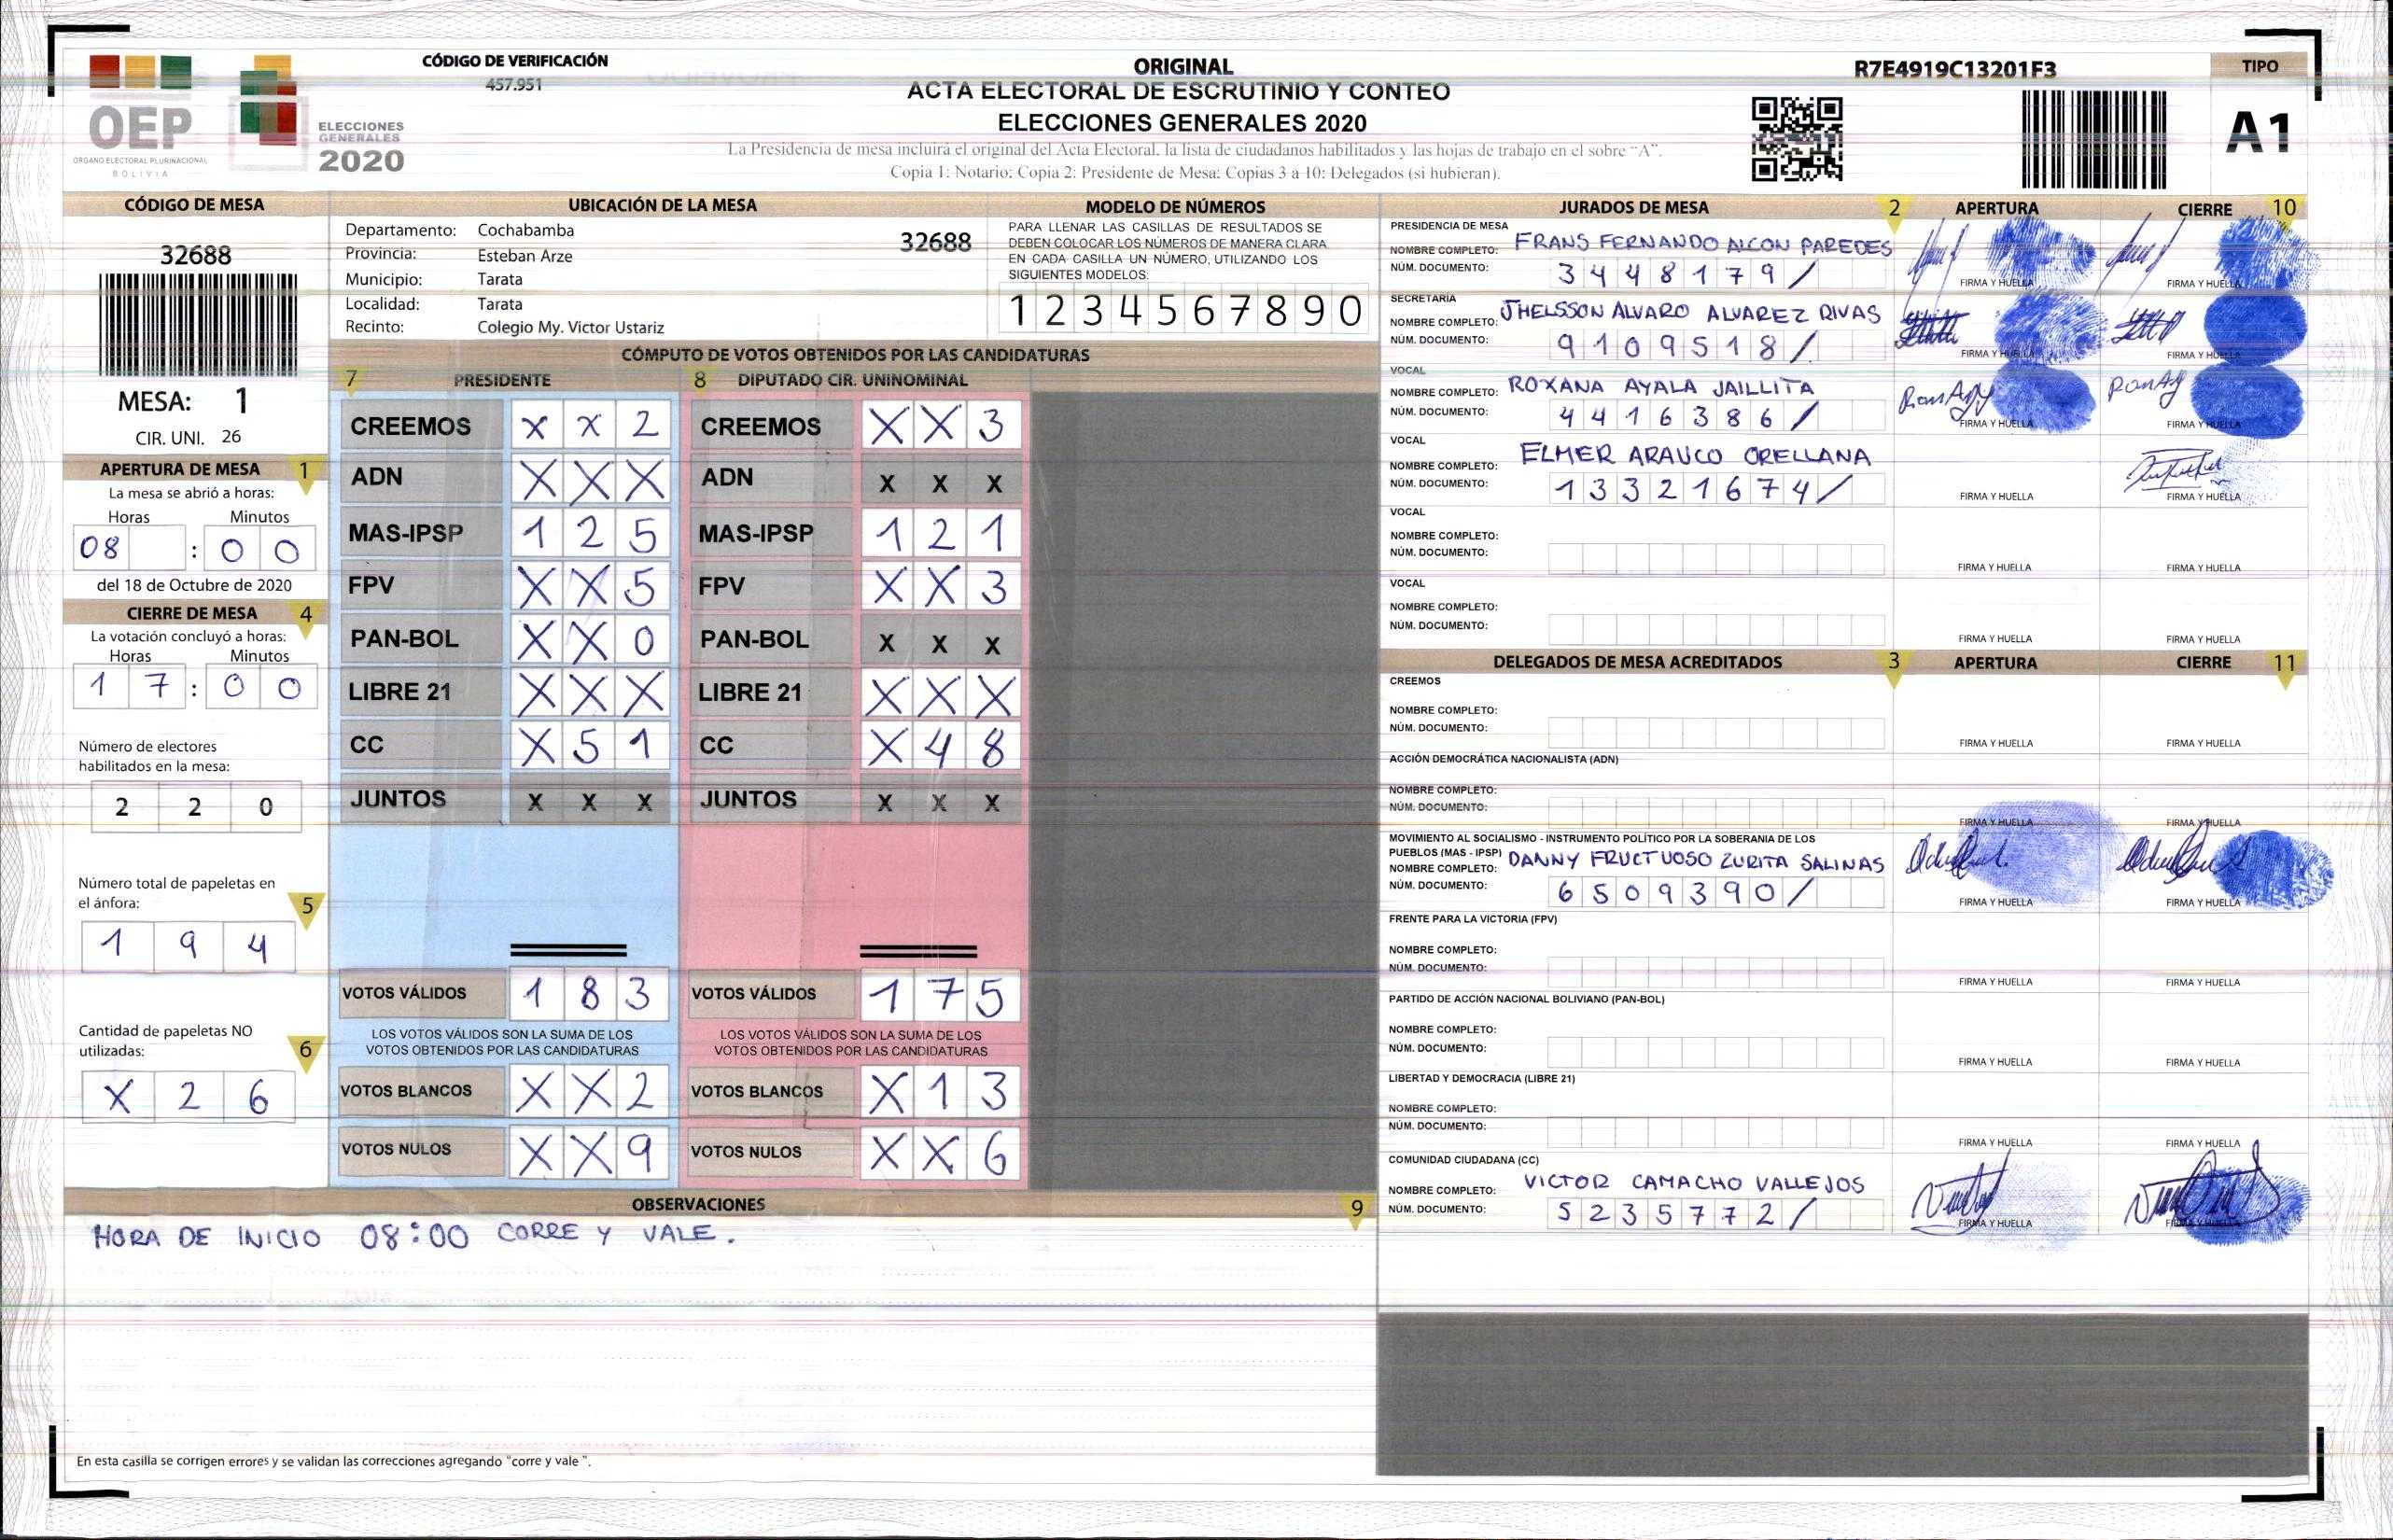 CÓDIGO DE VERIFICACIÓN
457.951
ORIGINAL
ACTA ELECTORAL DE ESCRUTINIO Y CONTEO
ELECCIONES GENERALES 2020
La Presidencia de mesa incluirá el original del Acta Electoral, la lista de ciudadanos habilitados y las hojas de trabajo en el sobre "A".
Copia 1: Notario; Copia 2: Presidente de Mesa; Copias 3 a 10: Delegados (si hubieran).
R7E4919C13201F3
TIPO
A1
OEP
ORGANO ELECTORAL PLURINACIONAL
BOLIVIA
ELECCIONES
GENERALES
2020
CÓDIGO DE MESA
32688
MESA: 1
CIR. UNI. 26
APERTURA DE MESA 1
La mesa se abrió a horas:
Horas Minutos
08 : 0 0
del 18 de Octubre de 2020
CIERRE DE MESA 4
La votación concluyó a horas:
Horas Minutos
1 7 : 0 0
Número de electores
habilitados en la mesa:
2 2 0
Número total de papeletas en
el ánfora: 5
1 9 4
Cantidad de papeletas NO
utilizadas: 6
X 2 6
UBICACIÓN DE LA MESA
Departamento: Cochabamba
32688
Provincia: Esteban Arze
Municipio: Tarata
Localidad: Tarata
Recinto: Colegio My. Victor Ustariz
MODELO DE NÚMEROS
PARA LLENAR LAS CASILLAS DE RESULTADOS SE
DEBEN COLOCAR LOS NÚMEROS DE MANERA CLARA
EN CADA CASILLA UN NÚMERO, UTILIZANDO LOS
SIGUIENTES MODELOS:
1 2 3 4 5 6 7 8 9 0
CÓMPUTO DE VOTOS OBTENIDOS POR LAS CANDIDATURAS
7 PRESIDENTE 8 DIPUTADO CIR. UNINOMINAL
CREEMOS X X 2 CREEMOS X X 3
ADN X X X ADN X X X
MAS-IPSP 1 2 5 MAS-IPSP 1 2 1
FPV X X 5 FPV X X 3
PAN-BOL X X 0 PAN-BOL X X X
LIBRE 21 X X X LIBRE 21 X X X
CC X 5 1 CC X 4 8
JUNTOS X X X JUNTOS X X X
VOTOS VÁLIDOS 1 8 3 VOTOS VÁLIDOS 1 7 5
LOS VOTOS VÁLIDOS SON LA SUMA DE LOS LOS VOTOS VÁLIDOS SON LA SUMA DE LOS
VOTOS OBTENIDOS POR LAS CANDIDATURAS VOTOS OBTENIDOS POR LAS CANDIDATURAS
VOTOS BLANCOS X X 2 VOTOS BLANCOS X 1 3
VOTOS NULOS X X 9 VOTOS NULOS X X 6
OBSERVACIONES 9
HORA DE INICIO 08:00 CORRE Y VALE.
En esta casilla se corrigen errores y se validan las correcciones agregando "corre y vale".
JURADOS DE MESA 2 APERTURA CIERRE 10
PRESIDENCIA DE MESA
NOMBRE COMPLETO: FRANS FERNANDO ALCON PAREDES
NÚM. DOCUMENTO: 3 4 4 8 1 7 9 /
FIRMA Y HUELLA FIRMA Y HUELLA
SECRETARIA
NOMBRE COMPLETO: JHELSSON ALVARO ALVAREZ RIVAS
NÚM. DOCUMENTO: 9 1 0 9 5 1 8 /
FIRMA Y HUELLA FIRMA Y HUELLA
VOCAL
NOMBRE COMPLETO: ROXANA AYALA JAILLITA
NÚM. DOCUMENTO: 4 4 1 6 3 8 6 /
FIRMA Y HUELLA FIRMA Y HUELLA
VOCAL
NOMBRE COMPLETO: ELMER ARAUCO ORELLANA
NÚM. DOCUMENTO: 1 3 3 2 1 6 7 4 /
FIRMA Y HUELLA FIRMA Y HUELLA
VOCAL
NOMBRE COMPLETO:
NÚM. DOCUMENTO:
FIRMA Y HUELLA FIRMA Y HUELLA
VOCAL
NOMBRE COMPLETO:
NÚM. DOCUMENTO:
FIRMA Y HUELLA FIRMA Y HUELLA
DELEGADOS DE MESA ACREDITADOS 3 APERTURA CIERRE 11
CREEMOS
NOMBRE COMPLETO:
NÚM. DOCUMENTO:
FIRMA Y HUELLA FIRMA Y HUELLA
ACCIÓN DEMOCRÁTICA NACIONALISTA (ADN)
NOMBRE COMPLETO:
NÚM. DOCUMENTO:
FIRMA Y HUELLA FIRMA Y HUELLA
MOVIMIENTO AL SOCIALISMO - INSTRUMENTO POLÍTICO POR LA SOBERANIA DE LOS
PUEBLOS (MAS - IPSP)
NOMBRE COMPLETO: DANNY FRUCTUOSO ZURITA SALINAS
NÚM. DOCUMENTO: 6 5 0 9 3 9 0 /
FIRMA Y HUELLA FIRMA Y HUELLA
FRENTE PARA LA VICTORIA (FPV)
NOMBRE COMPLETO:
NÚM. DOCUMENTO:
FIRMA Y HUELLA FIRMA Y HUELLA
PARTIDO DE ACCIÓN NACIONAL BOLIVIANO (PAN-BOL)
NOMBRE COMPLETO:
NÚM. DOCUMENTO:
FIRMA Y HUELLA FIRMA Y HUELLA
LIBERTAD Y DEMOCRACIA (LIBRE 21)
NOMBRE COMPLETO:
NÚM. DOCUMENTO:
FIRMA Y HUELLA FIRMA Y HUELLA
COMUNIDAD CIUDADANA (CC)
NOMBRE COMPLETO: VICTOR CAMACHO VALLEJOS
NÚM. DOCUMENTO: 5 2 3 5 7 7 2 /
FIRMA Y HUELLA FIRMA Y HUELLA